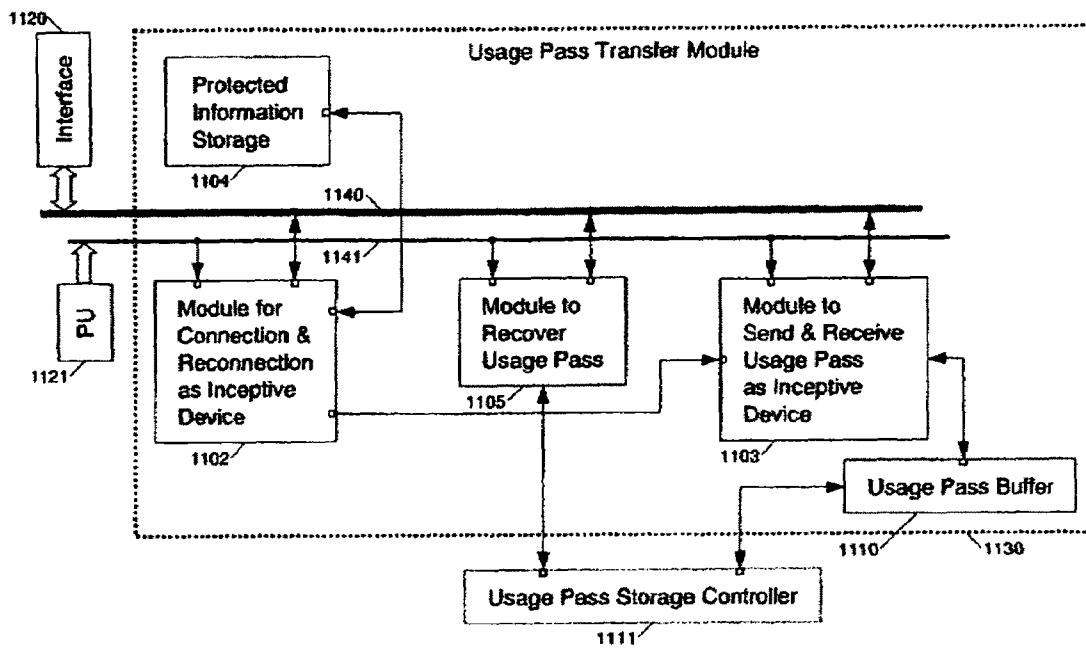 1120
Interface
Usage Pass Transfer Module
Protected
Information
Storage
1104
1140
1141
PU
1121
Module for
Connection &
Reconnection
as Inceptive
Device
1102
Module to
Recover
Usage Pass
1105
Module to
Send & Receive
Usage Pass
as Inceptive
Device
1103
Usage Pass Buffer
1110
1130
Usage Pass Storage Controller
1111